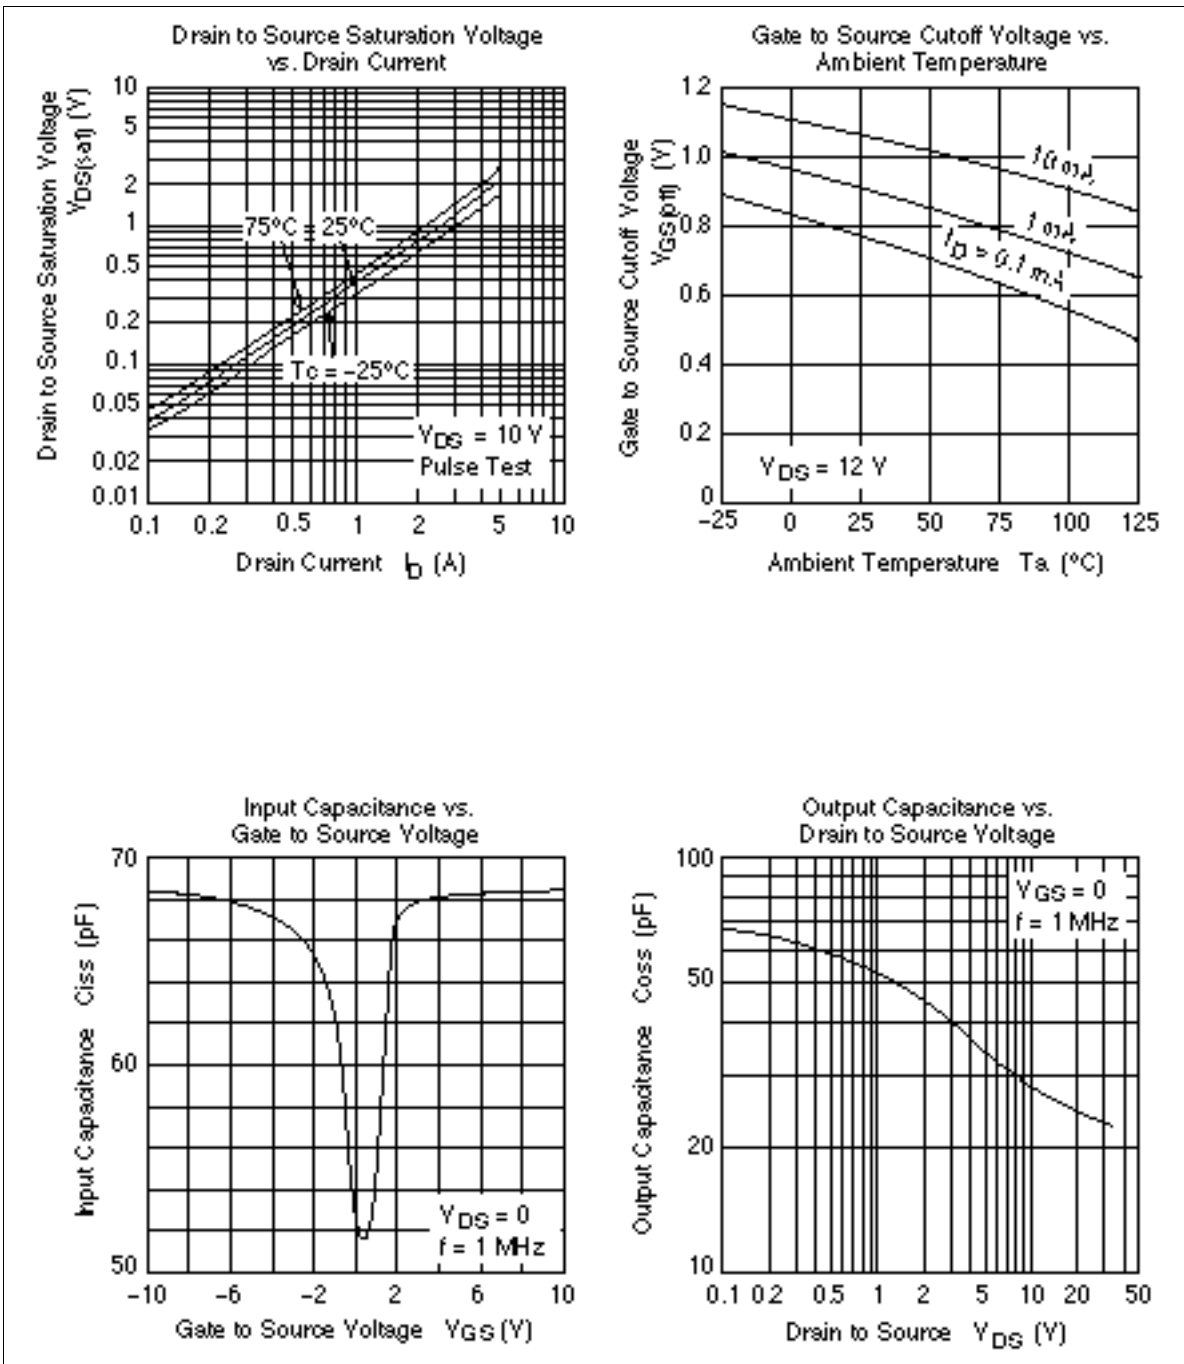 Drain to Source Saturation Voltage
vs. Drain Current
Drain to Source Saturation Voltage
VDS(sat) (V)
10
5
2
1
0.5
0.2
0.1
0.05
0.02
0.01
75°C
25°C
Tc = −25°C
VDS = 10 V
Pulse Test
0.1 0.2 0.5 1 2 5 10
Drain Current ID (A)
Gate to Source Cutoff Voltage vs.
Ambient Temperature
Gate to Source Cutoff Voltage
VGS(off) (V)
1.2
1.0
0.8
0.6
0.4
0.2
0
10 mA
1 mA
ID = 0.1 mA
VDS = 12 V
−25 0 25 50 75 100 125
Ambient Temperature Ta (°C)
Input Capacitance vs.
Gate to Source Voltage
Input Capacitance Ciss (pF)
70
60
50
VDS = 0
f = 1 MHz
−10 −6 −2 2 6 10
Gate to Source Voltage VGS (V)
Output Capacitance vs.
Drain to Source Voltage
Output Capacitance Coss (pF)
100
50
20
10
VGS = 0
f = 1 MHz
0.1 0.2 0.5 1 2 5 10 20 50
Drain to Source VDS (V)